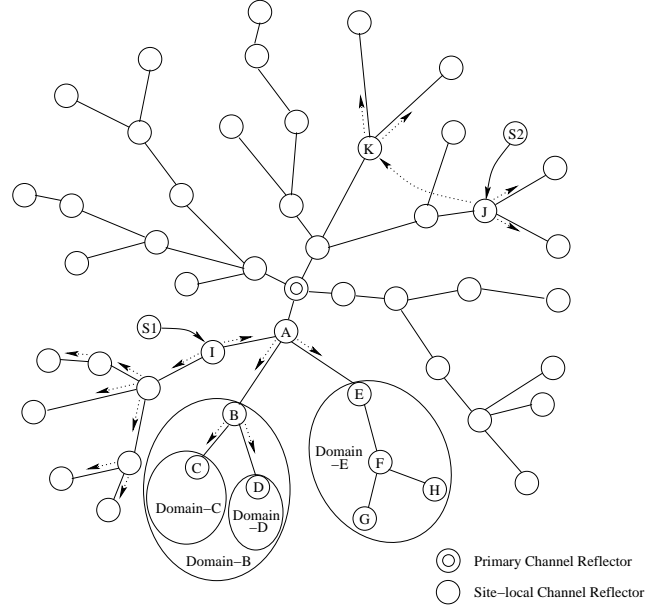 K
S2
J
S1
I
A
B
E
C
D
Domain−E
F
H
G
Domain−C
Domain−D
Domain−B
Primary Channel Reflector
Site−local Channel Reflector